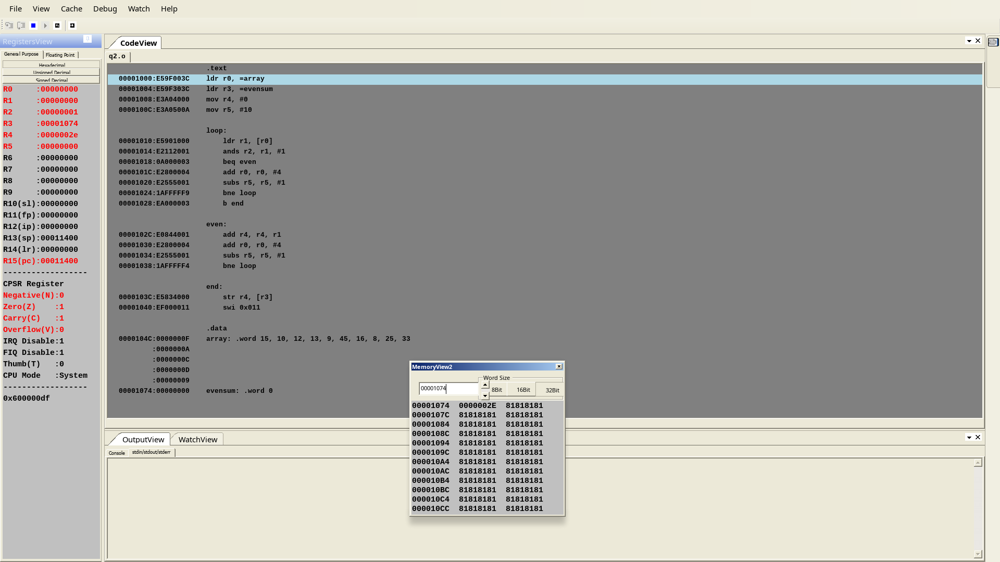 File View Cache Debug Watch Help
RegistersView
General Purpose Floating Point
Hexadecimal
Unsigned Decimal
Signed Decimal
R0 :00000000
R1 :00000000
R2 :00000001
R3 :00001074
R4 :0000002e
R5 :00000000
R6 :00000000
R7 :00000000
R8 :00000000
R9 :00000000
R10(sl):00000000
R11(fp):00000000
R12(ip):00000000
R13(sp):00011400
R14(lr):00000000
R15(pc):00011400
------------------
CPSR Register
Negative(N):0
Zero(Z) :1
Carry(C) :1
Overflow(V):0
IRQ Disable:1
FIQ Disable:1
Thumb(T) :0
CPU Mode :System
------------------
0x600000df
CodeView
q2.o
.text
00001000:E59F003C ldr r0, =array
00001004:E59F303C ldr r3, =evensum
00001008:E3A04000 mov r4, #0
0000100C:E3A0500A mov r5, #10
loop:
00001010:E5901000 ldr r1, [r0]
00001014:E2112001 ands r2, r1, #1
00001018:0A000003 beq even
0000101C:E2800004 add r0, r0, #4
00001020:E2555001 subs r5, r5, #1
00001024:1AFFFFF9 bne loop
00001028:EA000003 b end
even:
0000102C:E0844001 add r4, r4, r1
00001030:E2800004 add r0, r0, #4
00001034:E2555001 subs r5, r5, #1
00001038:1AFFFFF4 bne loop
end:
0000103C:E5834000 str r4, [r3]
00001040:EF000011 swi 0x011
.data
0000104C:0000000F array: .word 15, 10, 12, 13, 9, 45, 16, 8, 25, 33
:0000000A
:0000000C
:0000000D
:00000009
00001074:00000000 evensum: .word 0
MemoryView2
Word Size
00001074 8Bit 16Bit 32Bit
00001074 0000002E 81818181
0000107C 81818181 81818181
00001084 81818181 81818181
0000108C 81818181 81818181
00001094 81818181 81818181
0000109C 81818181 81818181
000010A4 81818181 81818181
000010AC 81818181 81818181
000010B4 81818181 81818181
000010BC 81818181 81818181
000010C4 81818181 81818181
000010CC 81818181 81818181
OutputView WatchView
Console stdin/stdout/stderr